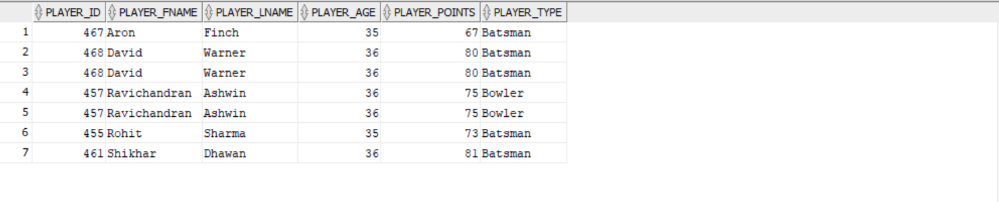 PLAYER_ID PLAYER_FNAME PLAYER_LNAME PLAYER_AGE PLAYER_POINTS PLAYER_TYPE
1 467 Aron Finch 35 67 Batsman
2 468 David Warner 36 80 Batsman
3 468 David Warner 36 80 Batsman
4 457 Ravichandran Ashwin 36 75 Bowler
5 457 Ravichandran Ashwin 36 75 Bowler
6 455 Rohit Sharma 35 73 Batsman
7 461 Shikhar Dhawan 36 81 Batsman